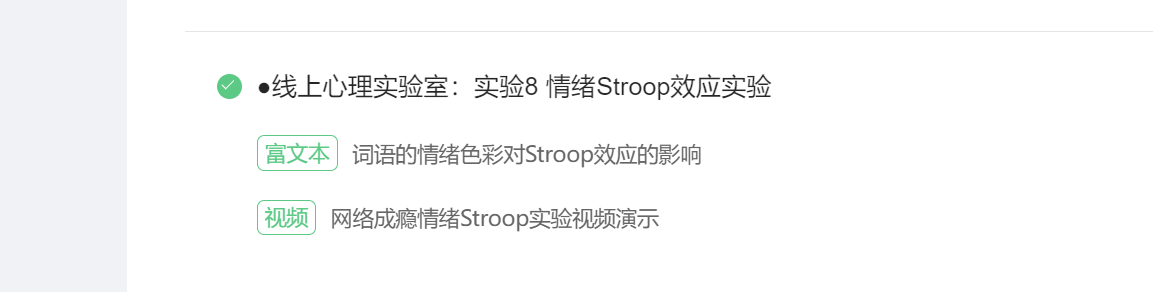 ●线上心理实验室：实验8 情绪Stroop效应实验
富文本 词语的情绪色彩对Stroop效应的影响
视频 网络成瘾情绪Stroop实验视频演示